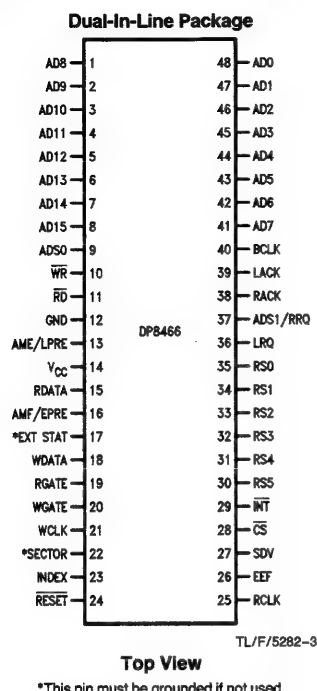 Dual-In-Line Package
AD8 1 48 AD0
AD9 2 47 AD1
AD10 3 46 AD2
AD11 4 45 AD3
AD12 5 44 AD4
AD13 6 43 AD5
AD14 7 42 AD6
AD15 8 41 AD7
ADS0 9 40 BCLK
WR 10 39 LACK
RD 11 38 RACK
GND 12 37 ADS1/RRQ
DP8466
AME/LPRE 13 36 LRQ
VCC 14 35 RS0
RDATA 15 34 RS1
AMF/EPRE 16 33 RS2
*EXT STAT 17 32 RS3
WDATA 18 31 RS4
RGATE 19 30 RS5
WGATE 20 29 INT
WCLK 21 28 CS
*SECTOR 22 27 SDV
INDEX 23 26 EEF
RESET 24 25 RCLK
TL/F/5282-3
Top View
*This pin must be grounded if not used